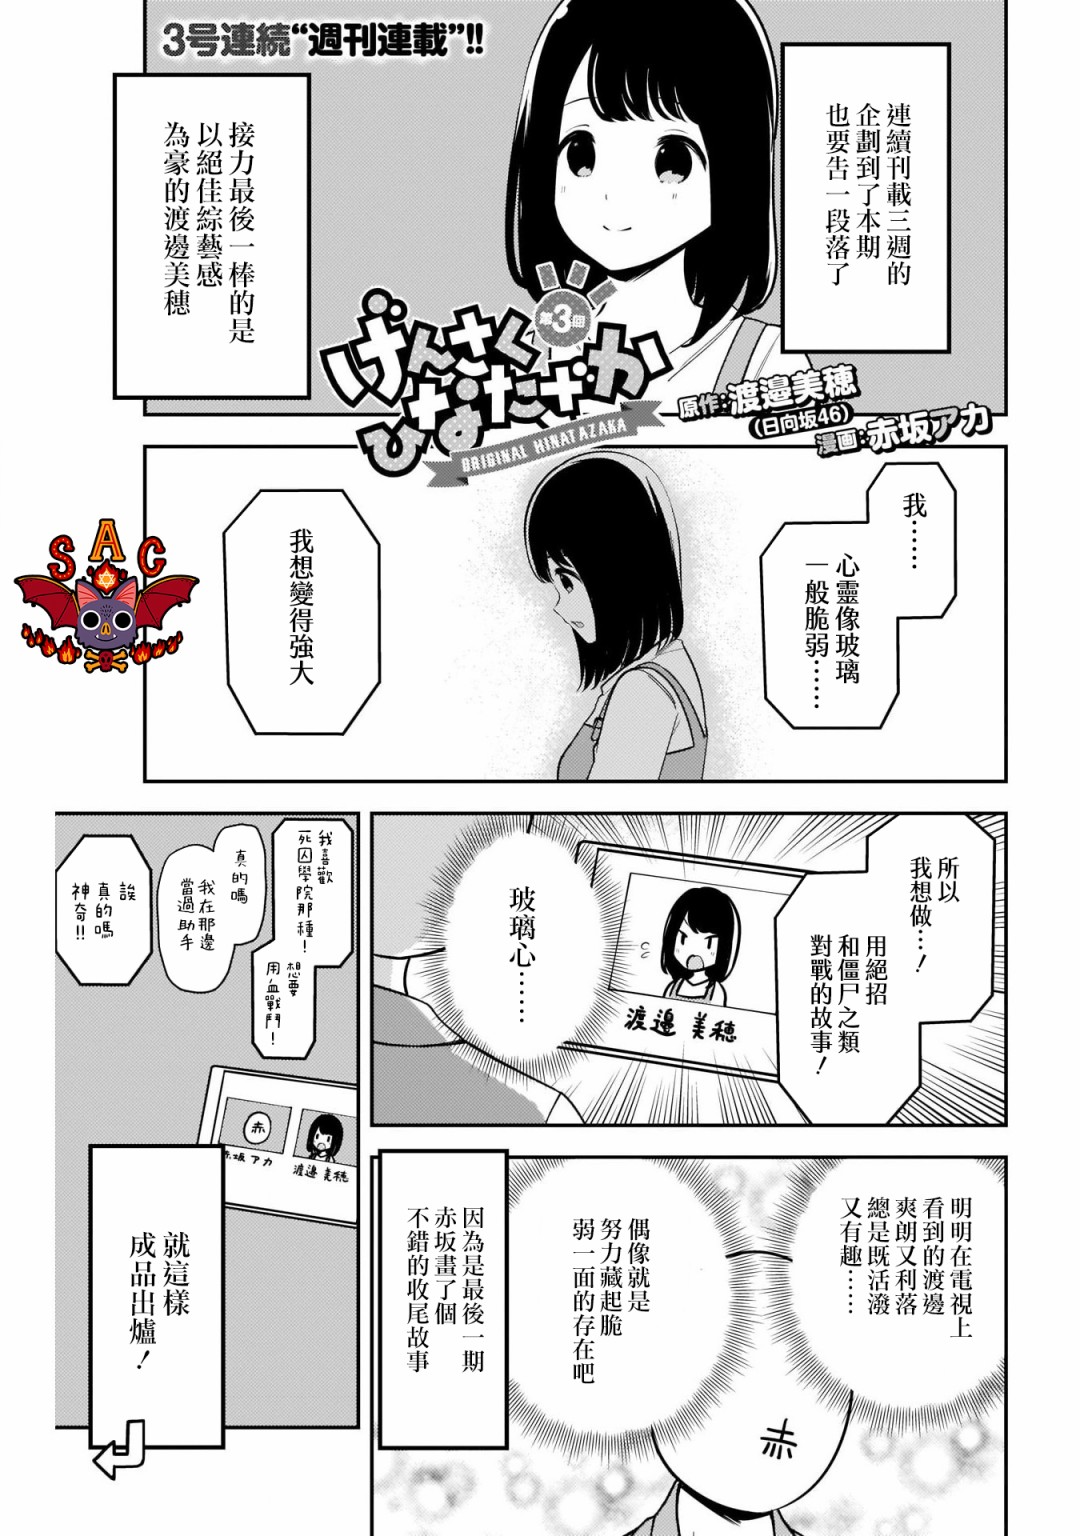 3号連続“週刊連載”!!
連續刊載三週的
企劃到了本期
也要告一段落了
接力最後一棒的是
以絕佳綜藝感
為豪的渡邊美穗
第3回
げんさく
ひなたざか
ORIGINAL HINATAZAKA
原作:渡邉美穂
(日向坂46)
漫画:赤坂アカ
我……
心靈像玻璃
一般脆弱……
我想變得強大
SAC
所以
我想做…!
用絕招
和僵尸之類
對戰的故事!
渡邉 美穂
玻璃心……
我喜歡
死囚學院那種!
想要
用血戰鬥!
真的嗎
我在那邊
當過助手
誒
真的嗎
神奇!!
赤
赤坂 アカ
渡邉 美穂
明明在電視上
看到的渡邊
爽朗又利落
總是既活潑
又有趣……
偶像就是
努力藏起脆
弱一面的存在吧
赤
因為是最後一期
赤坂畫了個
不錯的收尾故事
就這樣
成品出爐!